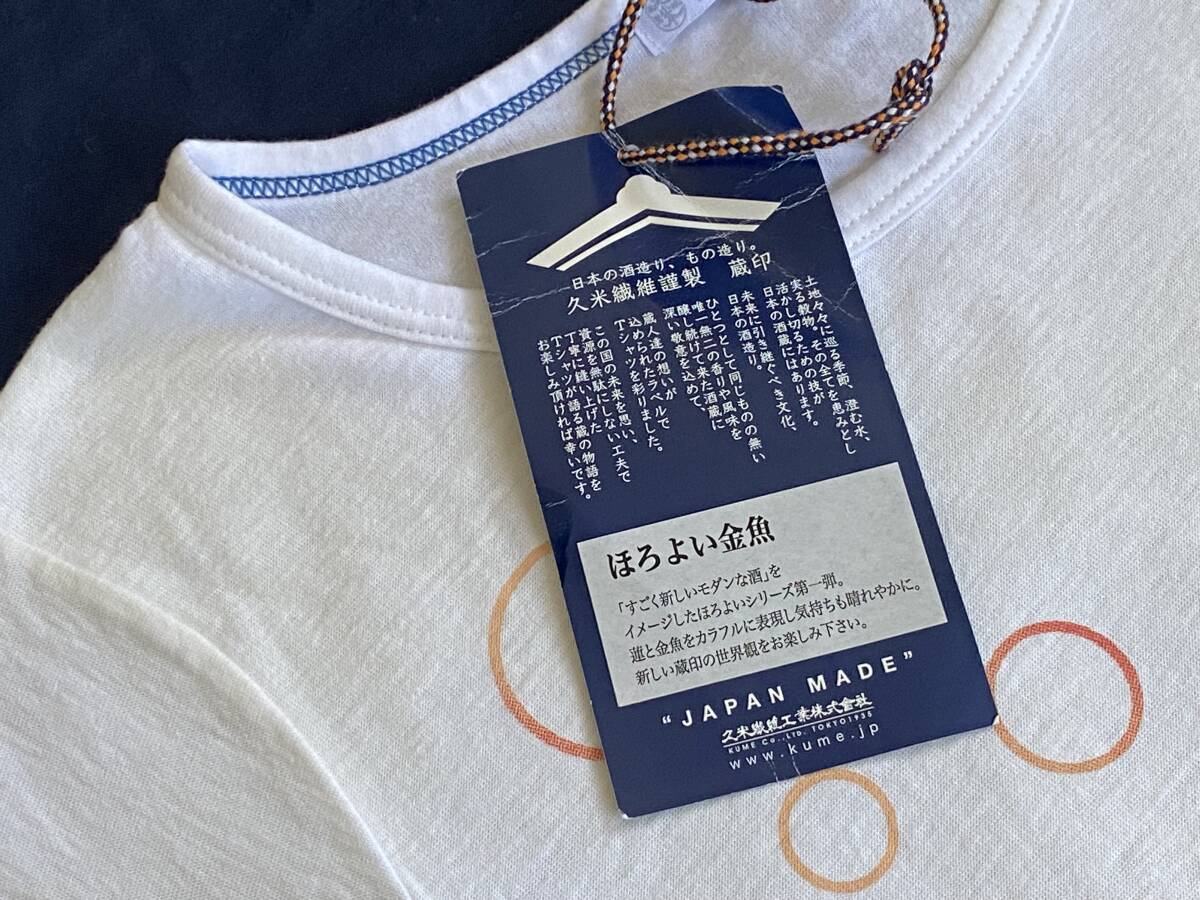 日本の酒造り、もの造り。
久米繊維謹製 蔵印
土地々々に巡る季節、澄む水、
実る穀物。その全てを恵みとし
活かし切るための技が
日本の酒蔵にはあります。
未来に引き継ぐべき文化、
日本の酒造り。
ひとつとして同じものの無い
唯一無二の香りや風味を
醸し続けて来た酒蔵に
深い敬意を込めて、
蔵人達の想いが
込められたラベルで
Tシャツを彩りました。
この国の未来を思い、
資源を無駄にしない工夫で
丁寧に縫い上げた
Tシャツが語る蔵の物語を
お楽しみ頂ければ幸いです。
ほろよい金魚
「すごく新しいモダンな酒」を
イメージしたほろよいシリーズ第一弾。
蓮と金魚をカラフルに表現し気持ちも晴れやかに。
新しい蔵印の世界観をお楽しみ下さい。
"JAPAN MADE"
久米繊維工業株式会社
KUME CO.,LTD. TOKYO 1935
www.kume.jp